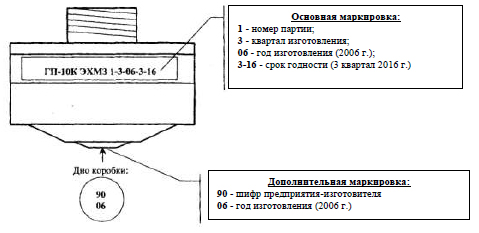 Основная маркировка:
1 - номер партии;
3 - квартал изготовления;
06 - год изготовления (2006 г.);
3-16 - срок годности (3 квартал 2016 г.)
ГП-10К ЭХМЗ 1-3-06-3-16
Дно коробки:
90
06
Дополнительная маркировка:
90 - шифр предприятия-изготовителя
06 - год изготовления (2006 г.)